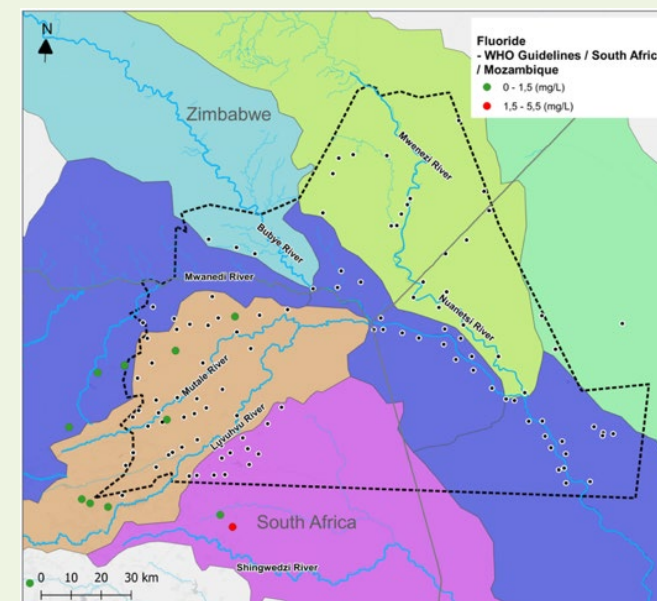 N
Fluoride
- WHO Guidelines / South Afric
/ Mozambique
0 - 1,5 (mg/L)
1,5 - 5,5 (mg/L)
Zimbabwe
Mwenezi River
Bubye River
Mwanedi River
Nuanetsi River
Mutale River
Luvuhvu River
South Africa
Shingwedzi River
0 10 20 30 km